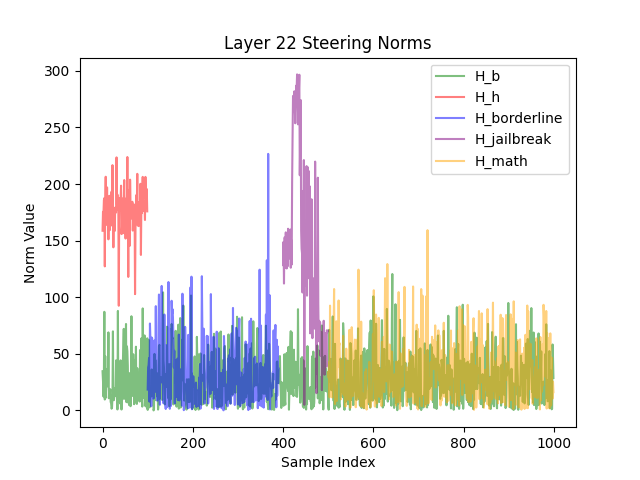 Layer 22 Steering Norms
300
250
200
150
100
50
0
Norm Value
H_b
H_h
H_borderline
H_jailbreak
H_math
0
200
400
600
800
1000
Sample Index